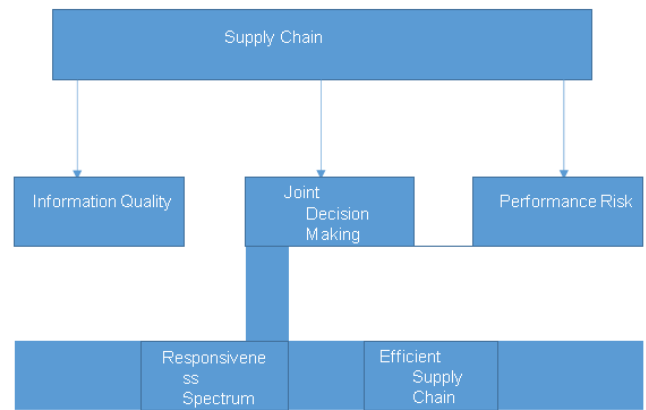 Supply Chain
Information Quality
Joint
Decision
Making
Performance Risk
Responsivene
ss
Spectrum
Efficient
Supply
Chain